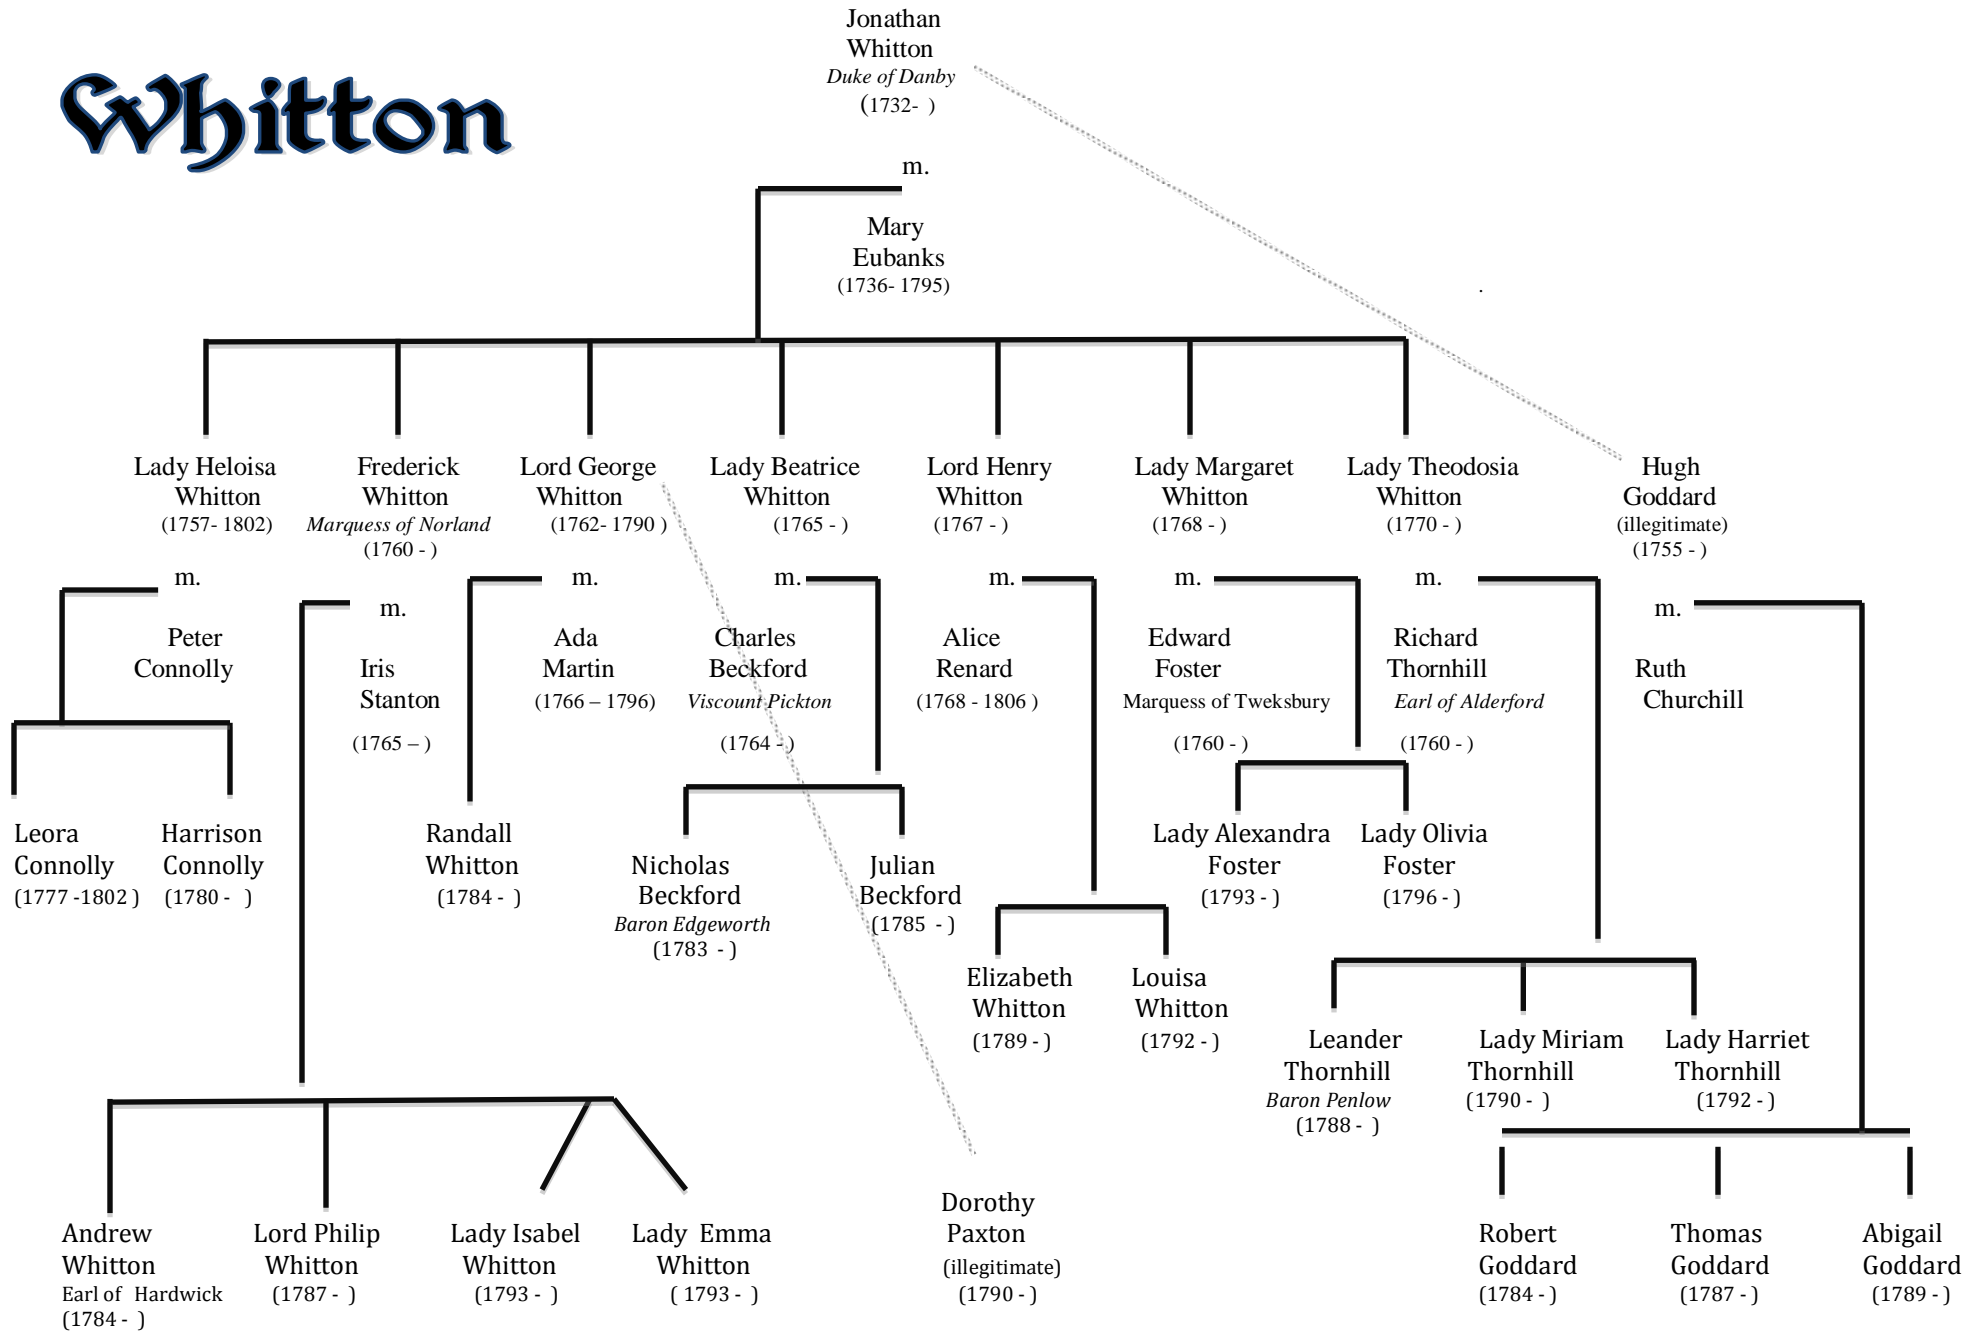 Whitton
Jonathan
Whitton
Duke of Danby
(1732- )
m.
Mary
Eubanks
(1736- 1795)
.
Lady Heloisa
Whitton
(1757- 1802)
Frederick
Whitton
Marquess of Norland
(1760 - )
Lord George
Whitton
(1762- 1790 )
Lady Beatrice
Whitton
(1765 - )
Lord Henry
Whitton
(1767 - )
Lady Margaret
Whitton
(1768 - )
Lady Theodosia
Whitton
(1770 - )
Hugh
Goddard
(illegitimate)
(1755 - )
m.
Peter
Connolly
m.
Iris
Stanton
(1765 – )
m.
Ada
Martin
(1766 – 1796)
m.
Charles
Beckford
Viscount Pickton
(1764 - )
m.
Alice
Renard
(1768 - 1806 )
m.
Edward
Foster
Marquess of Tweksbury
(1760 - )
m.
Richard
Thornhill
Earl of Alderford
(1760 - )
m.
Ruth
Churchill
Leora
Connolly
(1777 -1802 )
Harrison
Connolly
(1780 - )
Randall
Whitton
(1784 - )
Nicholas
Beckford
Baron Edgeworth
(1783 - )
Julian
Beckford
(1785 - )
Elizabeth
Whitton
(1789 - )
Louisa
Whitton
(1792 - )
Lady Alexandra
Foster
(1793 - )
Lady Olivia
Foster
(1796 - )
Leander
Thornhill
Baron Penlow
(1788 - )
Lady Miriam
Thornhill
(1790 - )
Lady Harriet
Thornhill
(1792 - )
Andrew
Whitton
Earl of Hardwick
(1784 - )
Lord Philip
Whitton
(1787 - )
Lady Isabel
Whitton
(1793 - )
Lady Emma
Whitton
( 1793 - )
Dorothy
Paxton
(illegitimate)
(1790 - )
Robert
Goddard
(1784 - )
Thomas
Goddard
(1787 - )
Abigail
Goddard
(1789 - )